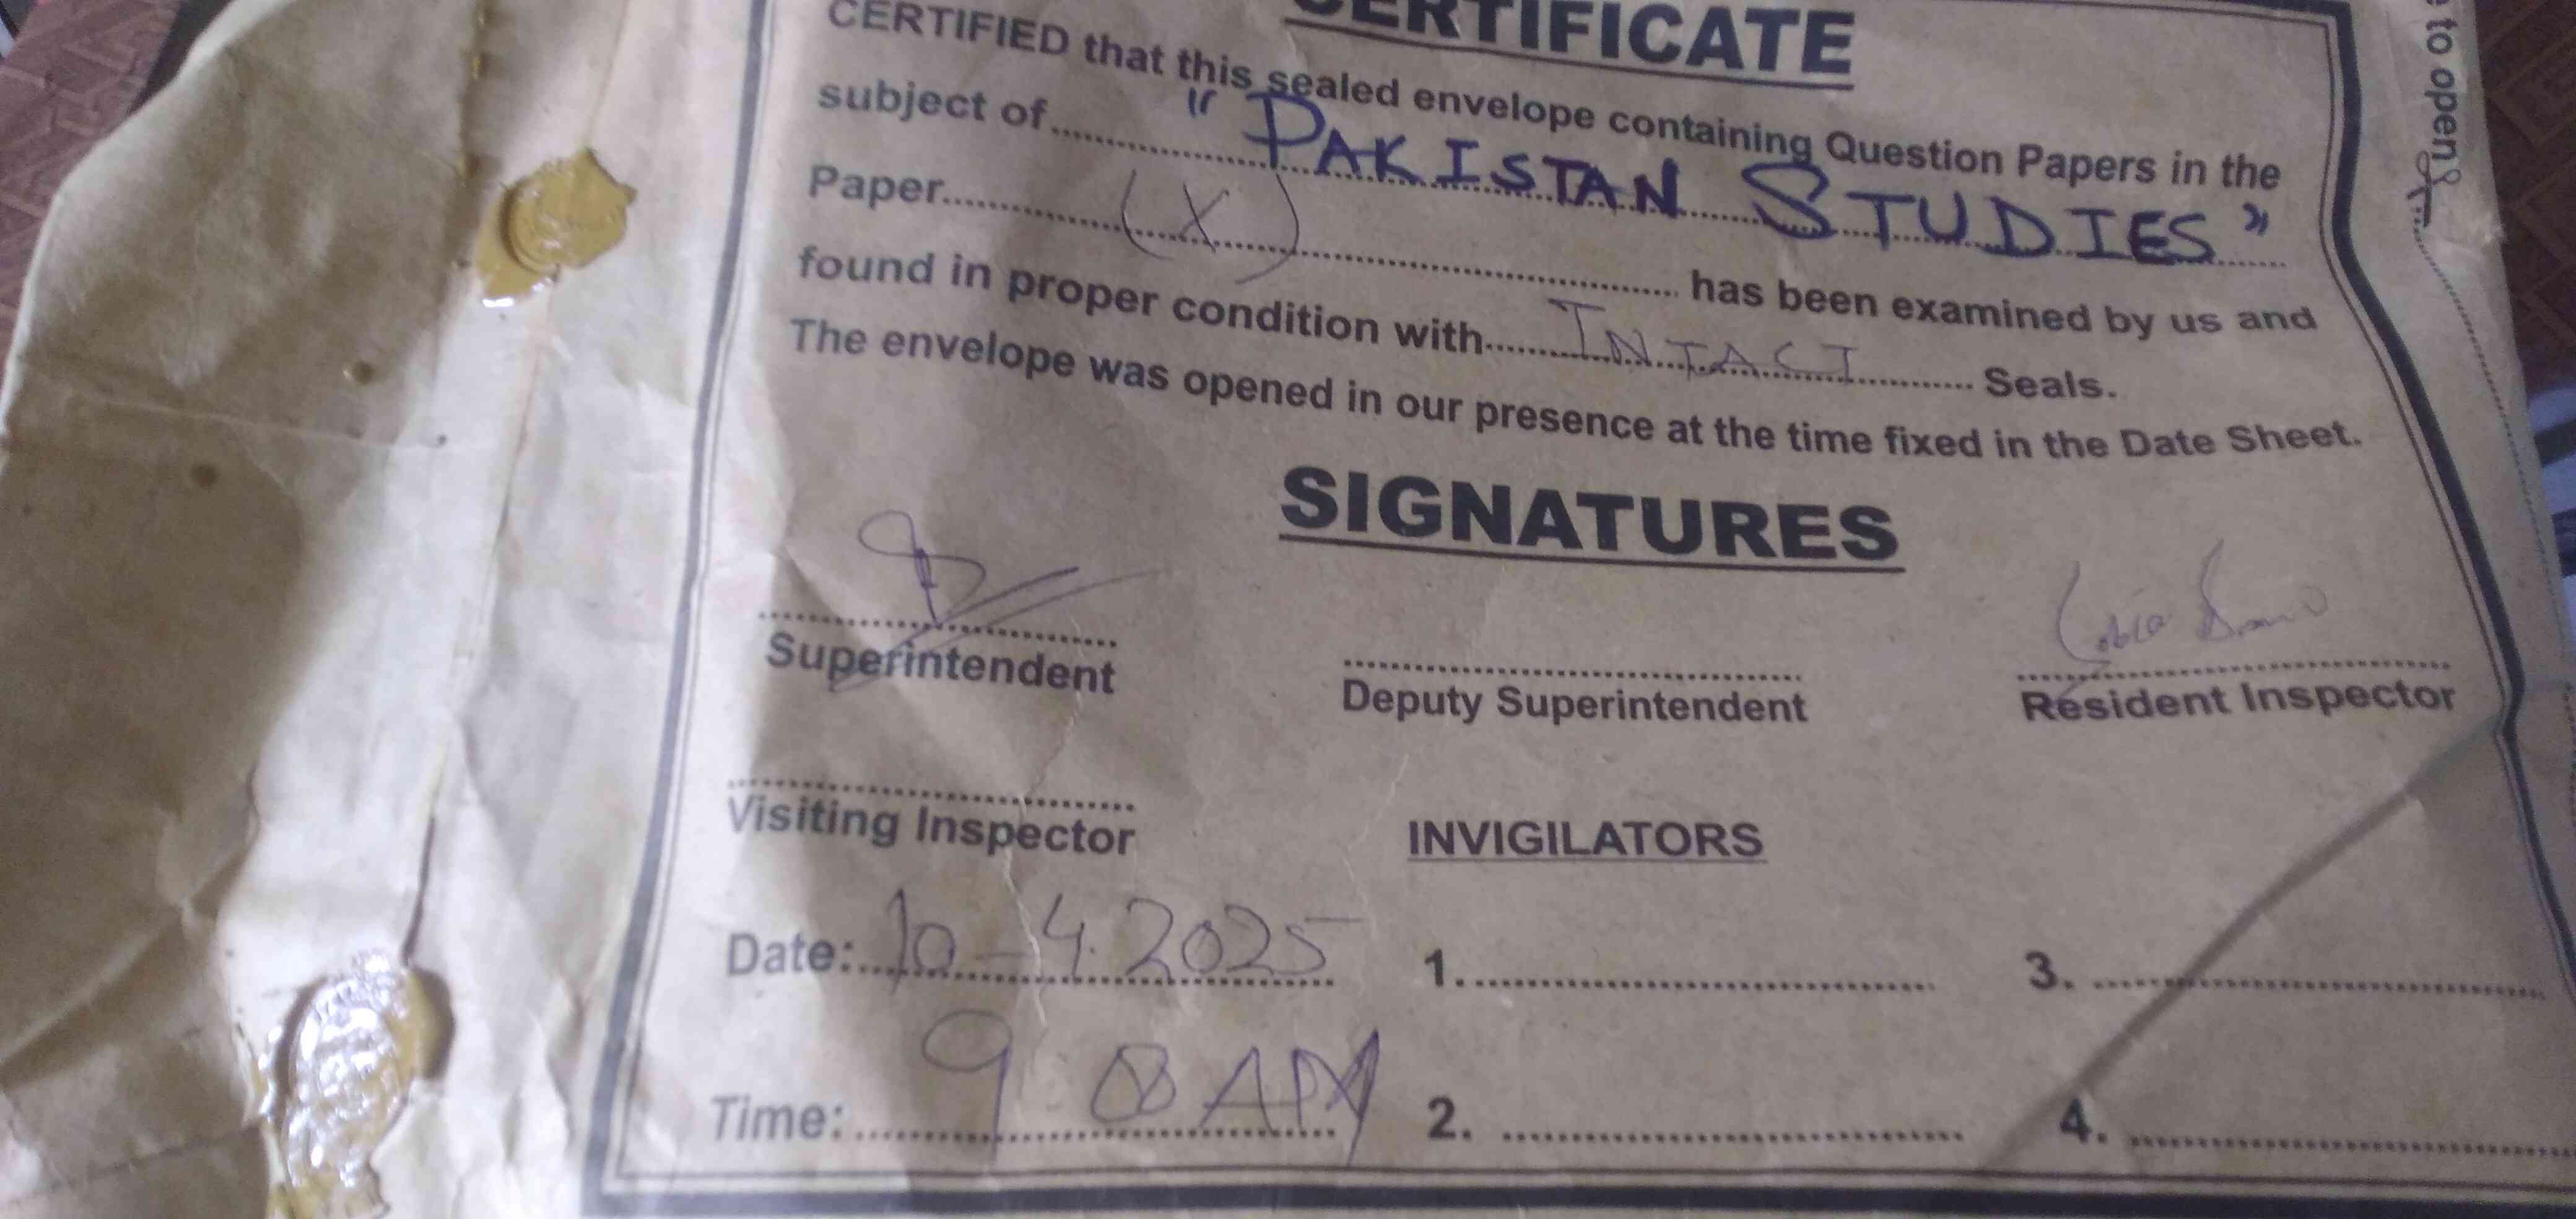 CERTIFICATE
CERTIFIED that this sealed envelope containing Question Papers in the
subject of "PAKISTAN STUDIES"
Paper (X) has been examined by us and
found in proper condition with INTACT Seals.
The envelope was opened in our presence at the time fixed in the Date Sheet.
SIGNATURES
Superintendent
Deputy Superintendent
Resident Inspector
Visiting Inspector
INVIGILATORS
Date: 10-4.2025
1.
3.
Time: 9 00 AM
2.
4.
to open